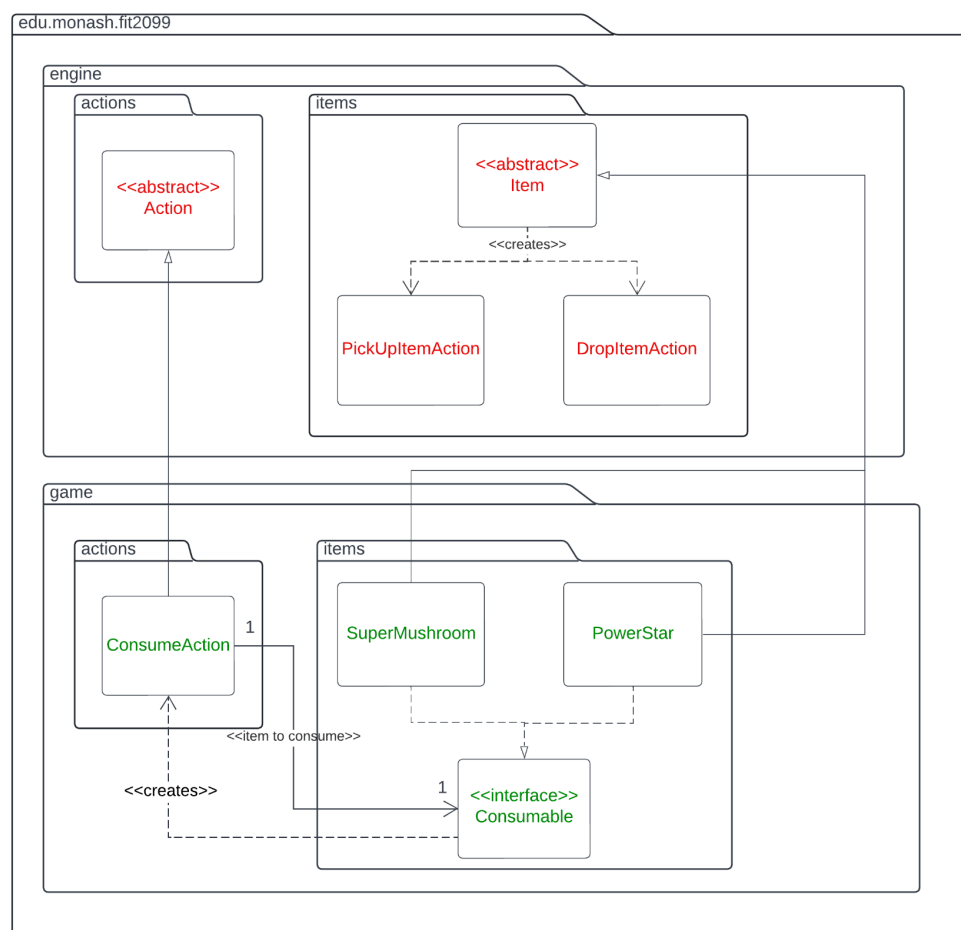 edu.monash.fit2099
engine
actions
items
<<abstract>>
Action
<<abstract>>
Item
<<creates>>
PickUpItemAction
DropItemAction
game
actions
items
ConsumeAction
1
SuperMushroom
PowerStar
<<item to consume>>
<<creates>>
1
<<interface>>
Consumable